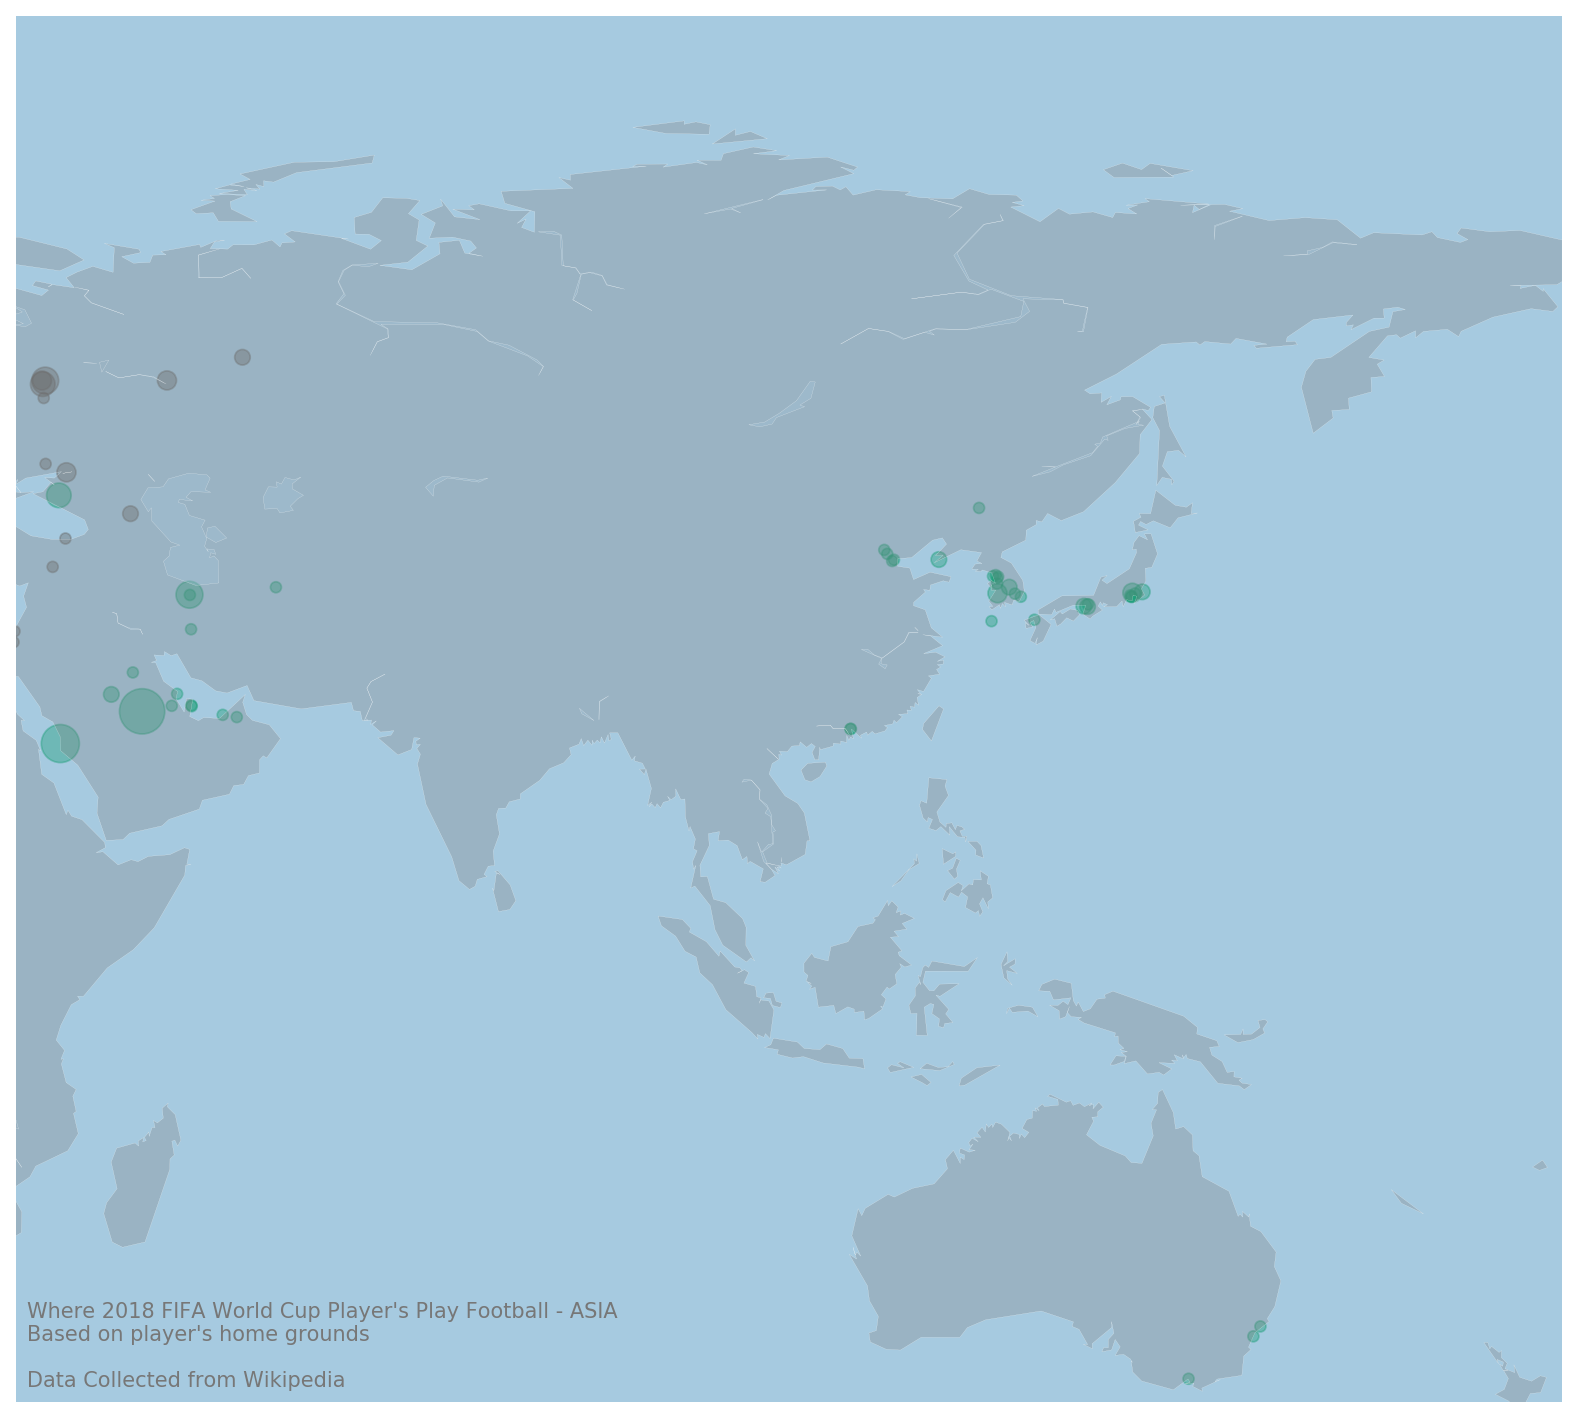 Where 2018 FIFA World Cup Player's Play Football - ASIA
Based on player's home grounds
Data Collected from Wikipedia